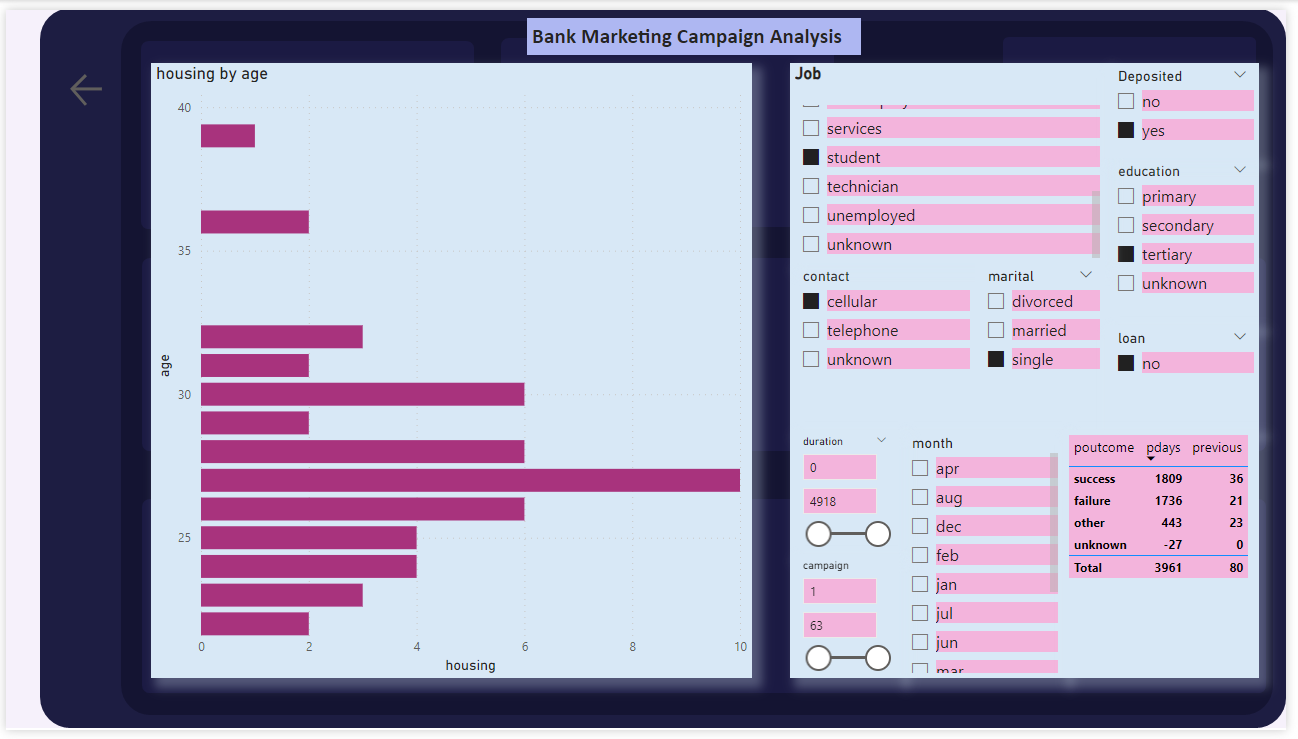 Bank Marketing Campaign Analysis
housing by age
40
35
30
25
age
0 2 4 6 8 10
housing
Job
services
student
technician
unemployed
unknown
Deposited
no
yes
education
primary
secondary
tertiary
unknown
contact
cellular
telephone
unknown
marital
divorced
married
single
loan
no
duration
0
4918
campaign
1
63
month
apr
aug
dec
feb
jan
jul
jun
mar
poutcome pdays previous
success 1809 36
failure 1736 21
other 443 23
unknown -27 0
Total 3961 80